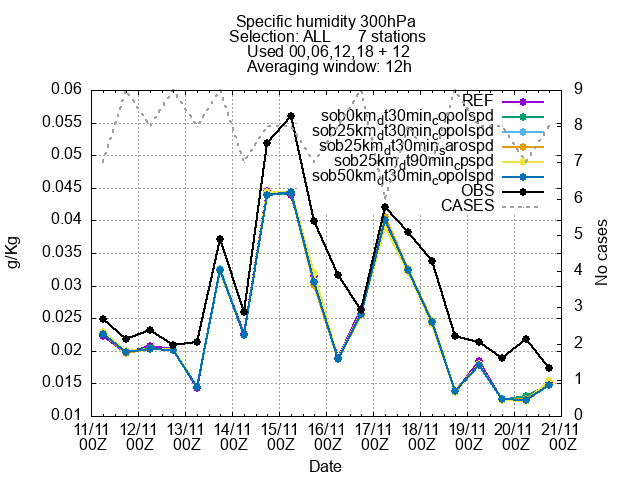 Specific humidity 300hPa
Selection: ALL 7 stations
Used 00,06,12,18 + 12
Averaging window: 12h
REF
sob0km_dt30min_copolspd
sob25km_dt30min_copolspd
sob25km_dt30min_sarospd
sob25km_dt90min_cpspd
sob50km_dt30min_copolspd
OBS
CASES
0.06
0.055
0.05
0.045
0.04
0.035
0.03
0.025
0.02
0.015
0.01
g/Kg
9
8
7
6
5
4
3
2
1
0
No cases
11/11 12/11 13/11 14/11 15/11 16/11 17/11 18/11 19/11 20/11 21/11
00Z 00Z 00Z 00Z 00Z 00Z 00Z 00Z 00Z 00Z 00Z
Date